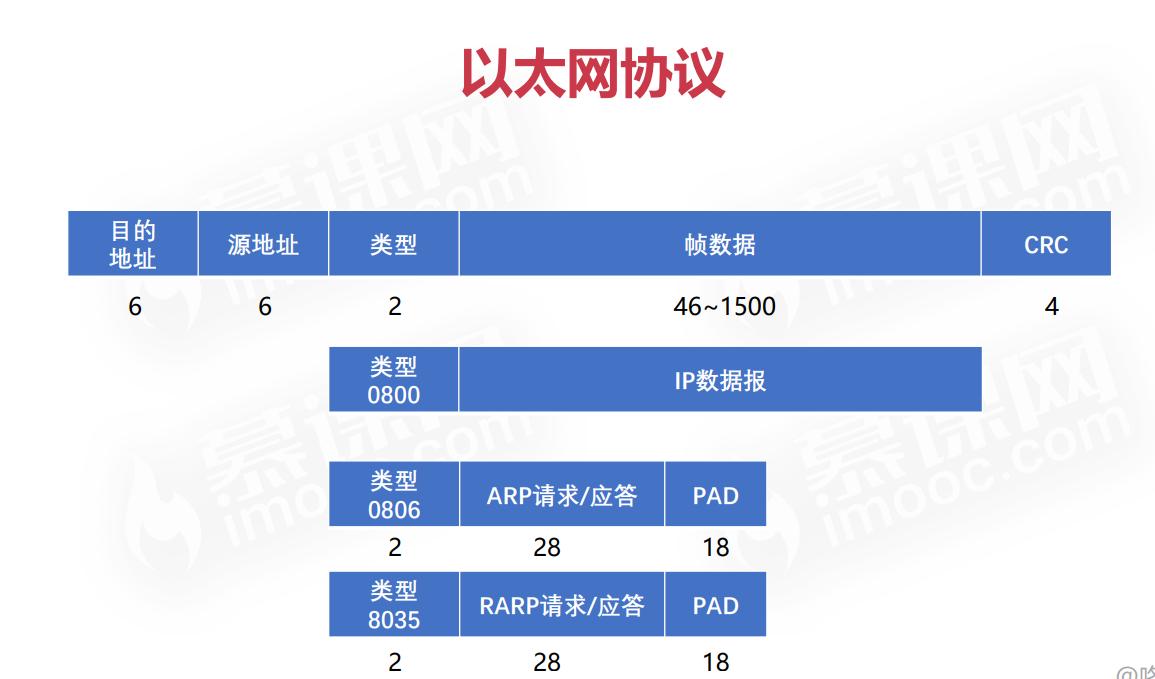 以太网协议
目的
地址
源地址
类型
帧数据
CRC
6
6
2
46~1500
4
类型
0800
IP数据报
类型
0806
ARP请求/应答
PAD
2
28
18
类型
8035
RARP请求/应答
PAD
2
28
18
慕课网
imooc.com
慕课网
imooc.com
慕课网
imooc.com
慕课网
imooc.com